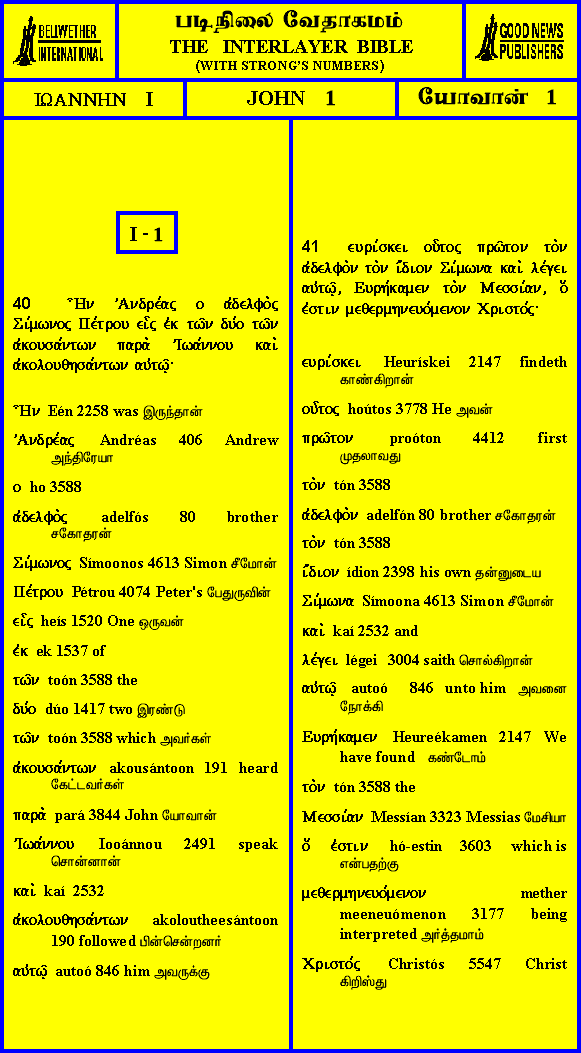 BELLWETHER
INTERNATIONAL
படிநிலை வேதாகமம்
THE INTERLAYER BIBLE
(WITH STRONG'S NUMBERS)
GOOD NEWS
PUBLISHERS
ΙΩΑΝΝΗΝ I
JOHN 1
யோவான் 1
I - 1
40 Ἦν Ἀνδρέας ο ἀδελφὸς
Σίμωνος Πέτρου εἷς ἐκ τῶν δύο τῶν
ἀκουσάντων παρὰ Ἰωάννου καὶ
ἀκολουθησάντων αὐτῷ·
Ἦν Eén 2258 was இருந்தான்
Ἀνδρέας Andréas 406 Andrew
அந்திரேயா
ο ho 3588
ἀδελφὸς adelfós 80 brother
சகோதரன்
Σίμωνος Símoonos 4613 Simon சீமோன்
Πέτρου Pétrou 4074 Peter's பேதுருவின்
εἷς heís 1520 One ஒருவன்
ἐκ ek 1537 of
τῶν toón 3588 the
δύο dúo 1417 two இரண்டு
τῶν toón 3588 which அவர்கள்
ἀκουσάντων akousántoon 191 heard
கேட்டவர்கள்
παρὰ pará 3844 John யோவான்
Ἰωάννου Iooánnou 2491 speak
சொன்னான்
καὶ kaí 2532
ἀκολουθησάντων akoloutheesántoon
190 followed பின்சென்றனர்
αὐτῷ autoó 846 him அவருக்கு
41 ευρίσκει οὗτος πρῶτον τὸν
ἀδελφὸν τὸν ἴδιον Σίμωνα καὶ λέγει
αὐτῷ, Ευρήκαμεν τὸν Μεσσίαν, ὅ
ἐστιν μεθερμηνευόμενον Χριστός·
ευρίσκει Heurískei 2147 findeth
காண்கிறான்
οὗτος hoútos 3778 He அவன்
πρῶτον proóton 4412 first
முதலாவது
τὸν tón 3588
ἀδελφὸν adelfón 80 brother சகோதரன்
τὸν tón 3588
ἴδιον ídion 2398 his own தன்னுடைய
Σίμωνα Símoona 4613 Simon சீமோன்
καὶ kaí 2532 and
λέγει légei 3004 saith சொல்கிறான்
αὐτῷ autoó 846 unto him அவனை
நோக்கி
Ευρήκαμεν Heureékamen 2147 We
have found கண்டோம்
τὸν tón 3588 the
Μεσσίαν Messían 3323 Messias மேசியா
ὅ ἐστιν hó-estin 3603 which is
என்பதற்கு
μεθερμηνευόμενον mether
meeneuómenon 3177 being
interpreted அர்த்தமாம்
Χριστός Christós 5547 Christ
கிறிஸ்து